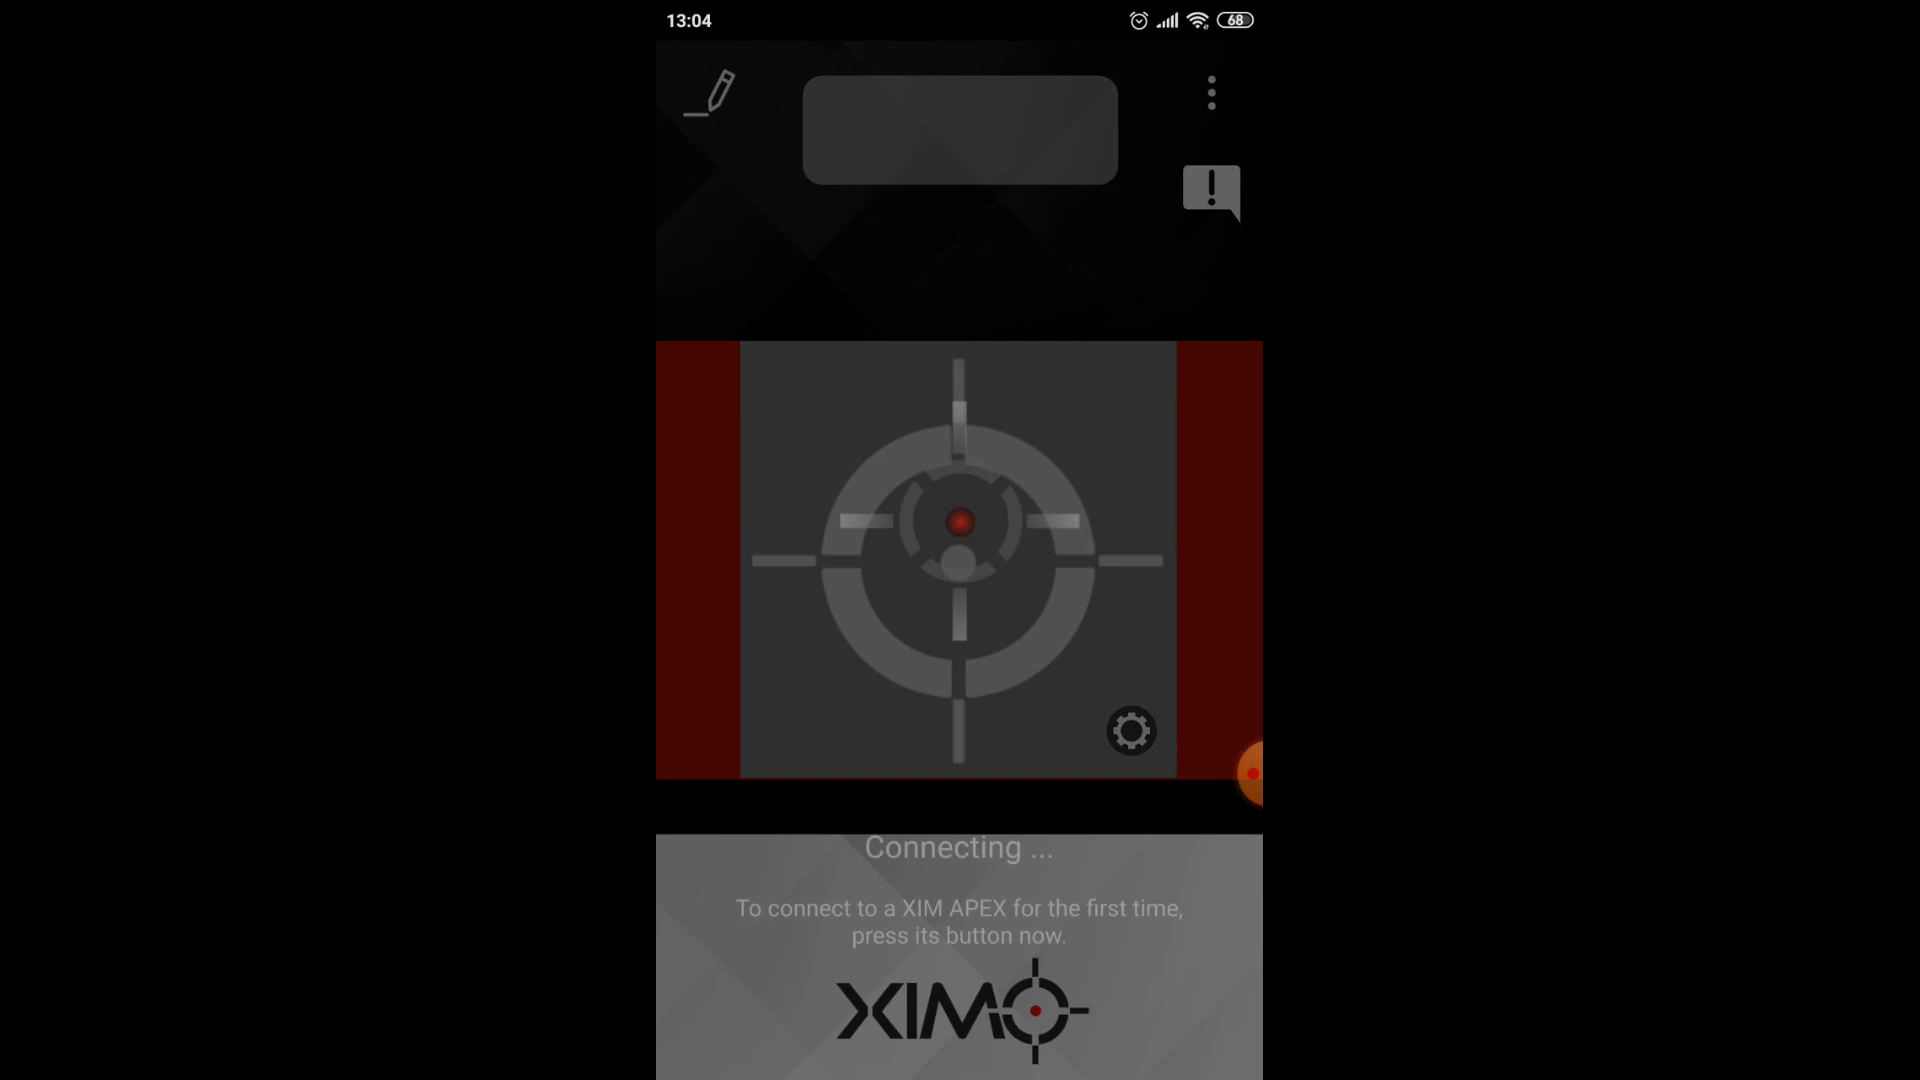 13:04
68
Connecting ...
To connect to a XIM APEX for the first time,
press its button now.
XIM